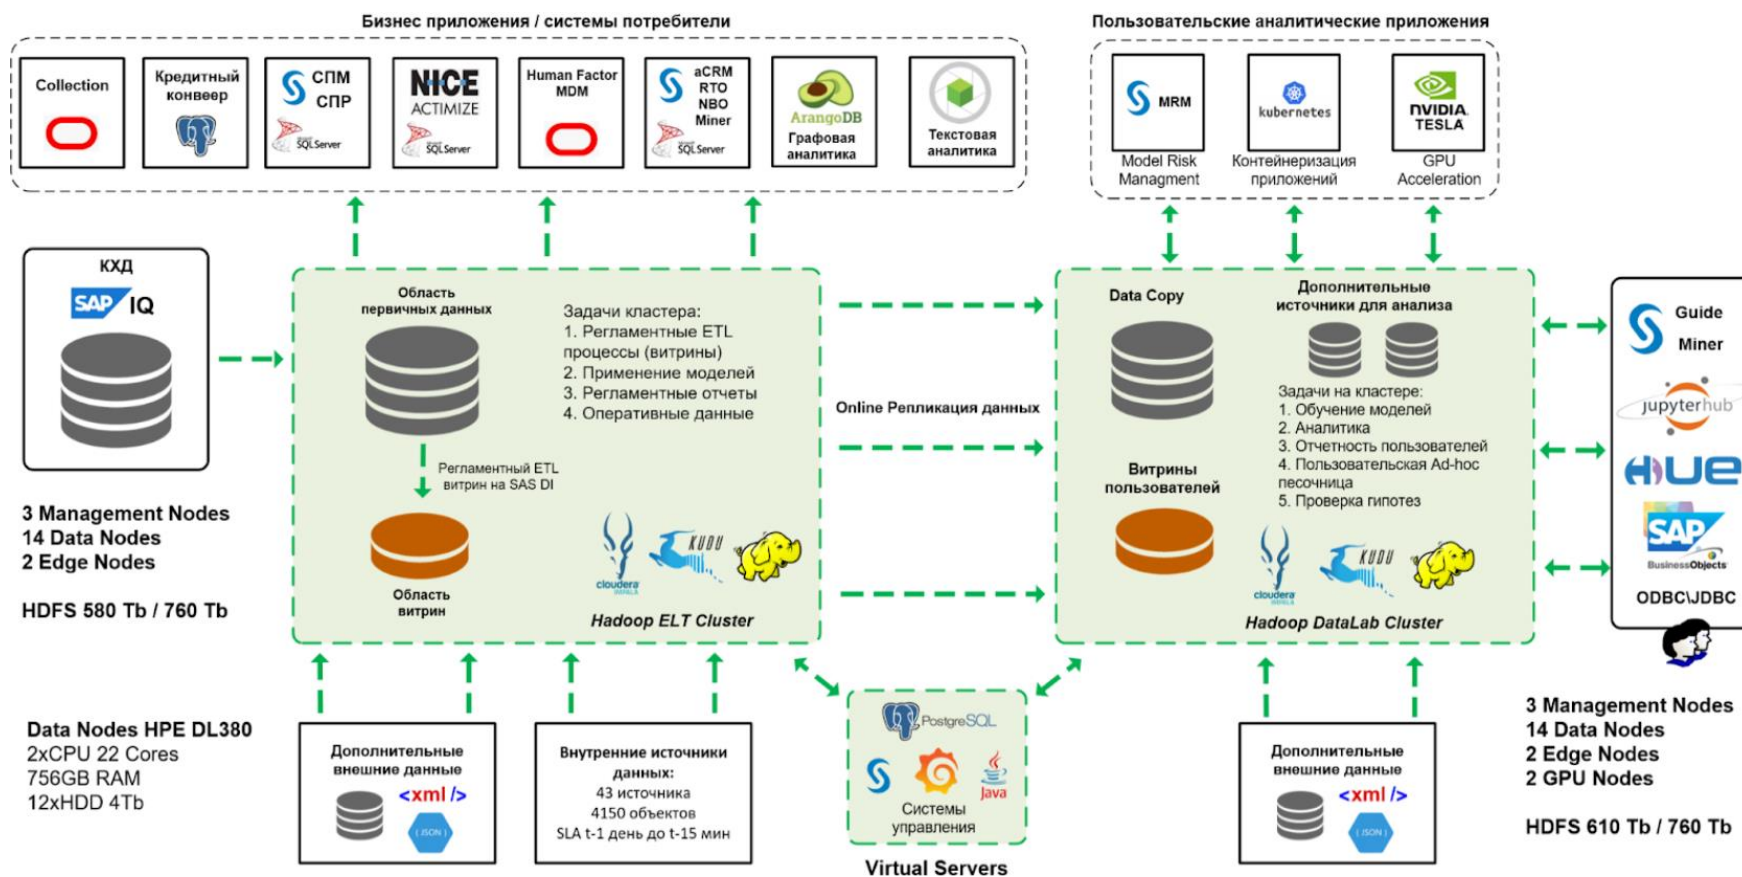 Бизнес приложения / системы потребители
Collection
Кредитный
конвеер
СПМ
СПР
SQL Server
NICE
ACTIMIZE
SQL Server
Human Factor
MDM
aCRM
RTO
NBO
Miner
SQL Server
ArangoDB
Графовая
аналитика
Текстовая
аналитика
Пользовательские аналитические приложения
MRM
Model Risk
Managment
kubernetes
Контейнеризация
приложений
NVIDIA.
TESLA
GPU
Acceleration
КХД
SAP IQ
3 Management Nodes
14 Data Nodes
2 Edge Nodes
HDFS 580 Tb / 760 Tb
Data Nodes HPE DL380
2xCPU 22 Cores
756GB RAM
12xHDD 4Tb
Область
первичных данных
Задачи кластера:
1. Регламентные ETL
процессы (витрины)
2. Применение моделей
3. Регламентные отчеты
4. Оперативные данные
Регламентный ETL
витрин на SAS DI
Область
витрин
cloudera
IMPALA
KUDU
Hadoop ELT Cluster
Online Репликация данных
Data Copy
Дополнительные
источники для анализа
Задачи на кластере:
1. Обучение моделей
2. Аналитика
3. Отчетность пользователей
4. Пользовательская Ad-hoc
песочница
5. Проверка гипотез
Витрины
пользователей
cloudera
IMPALA
KUDU
Hadoop DataLab Cluster
Guide
Miner
jupyterhub
HUE
SAP
BusinessObjects
ODBC\JDBC
Дополнительные
внешние данные
<xml />
{ JSON }
Внутренние источники
данных:
43 источника
4150 объектов
SLA t-1 день до t-15 мин
PostgreSQL
Java
Системы
управления
Virtual Servers
Дополнительные
внешние данные
<xml />
{ JSON }
3 Management Nodes
14 Data Nodes
2 Edge Nodes
2 GPU Nodes
HDFS 610 Tb / 760 Tb